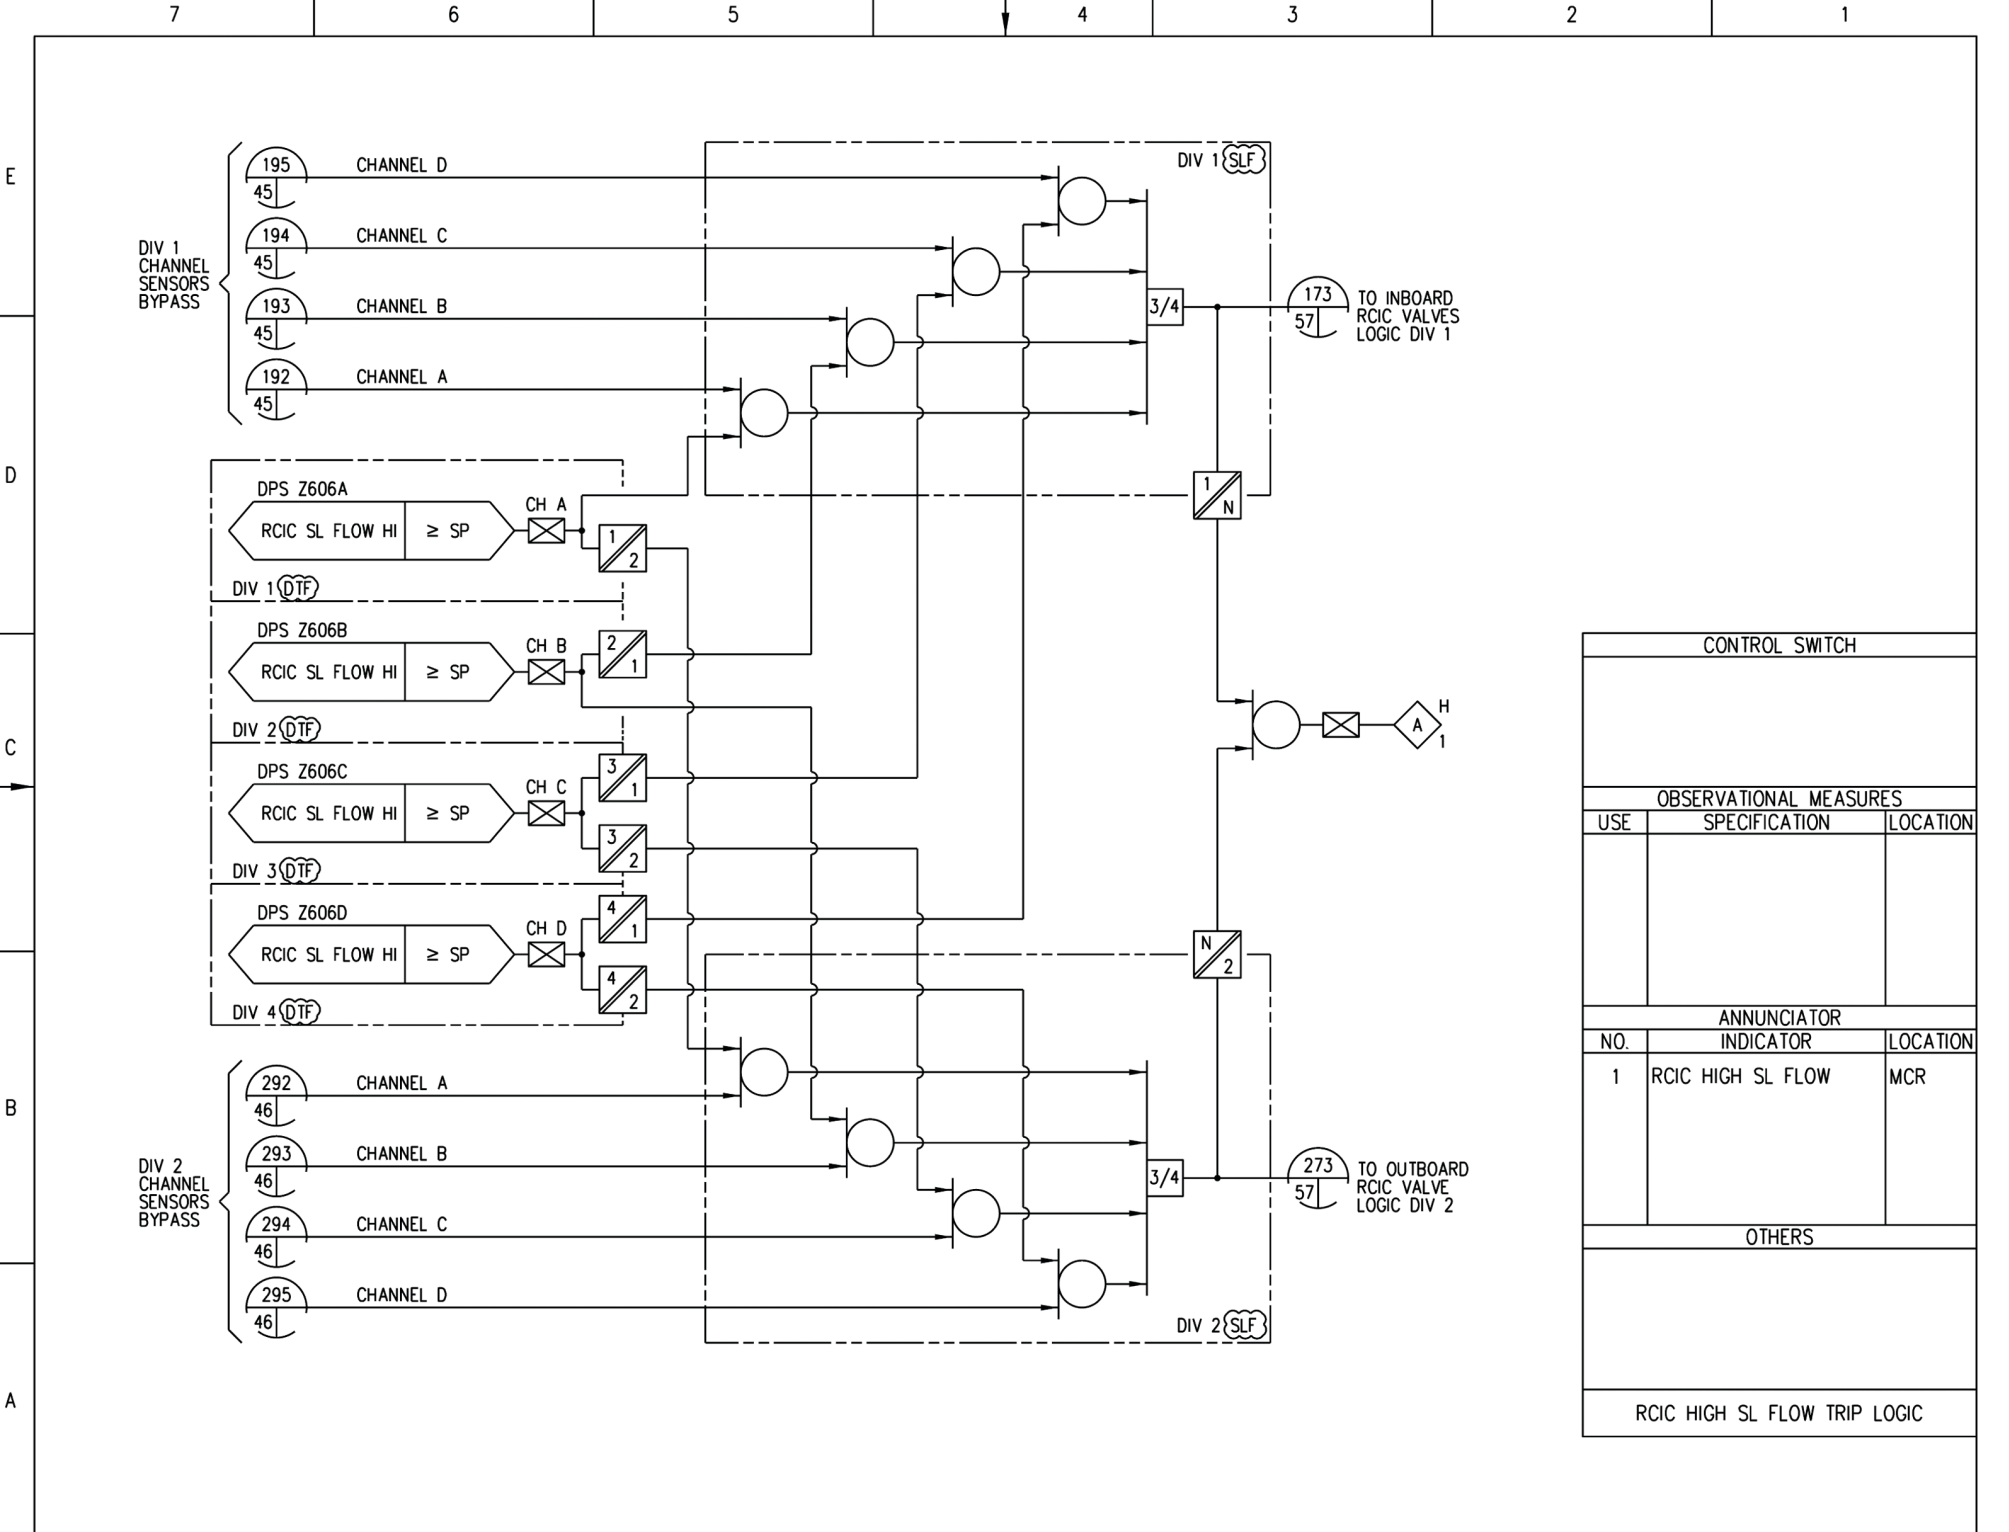 7 6 5 4 3 2 1
E
D
C
B
A
DIV 1
CHANNEL
SENSORS
BYPASS
195
45
CHANNEL D
194
45
CHANNEL C
193
45
CHANNEL B
192
45
CHANNEL A
DIV 1 SLF
3/4
173
57
TO INBOARD
RCIC VALVES
LOGIC DIV 1
1
N
DPS Z606A
RCIC SL FLOW HI ≥ SP
CH A
1
2
DIV 1 DTF
DPS Z606B
RCIC SL FLOW HI ≥ SP
CH B
2
1
DIV 2 DTF
DPS Z606C
RCIC SL FLOW HI ≥ SP
CH C
3
1
3
2
DIV 3 DTF
DPS Z606D
RCIC SL FLOW HI ≥ SP
CH D
4
1
4
2
DIV 4 DTF
A
H
1
N
2
DIV 2
CHANNEL
SENSORS
BYPASS
292
46
CHANNEL A
293
46
CHANNEL B
294
46
CHANNEL C
295
46
CHANNEL D
3/4
273
57
TO OUTBOARD
RCIC VALVE
LOGIC DIV 2
DIV 2 SLF
CONTROL SWITCH
OBSERVATIONAL MEASURES
USE SPECIFICATION LOCATION
ANNUNCIATOR
NO. INDICATOR LOCATION
1 RCIC HIGH SL FLOW MCR
OTHERS
RCIC HIGH SL FLOW TRIP LOGIC